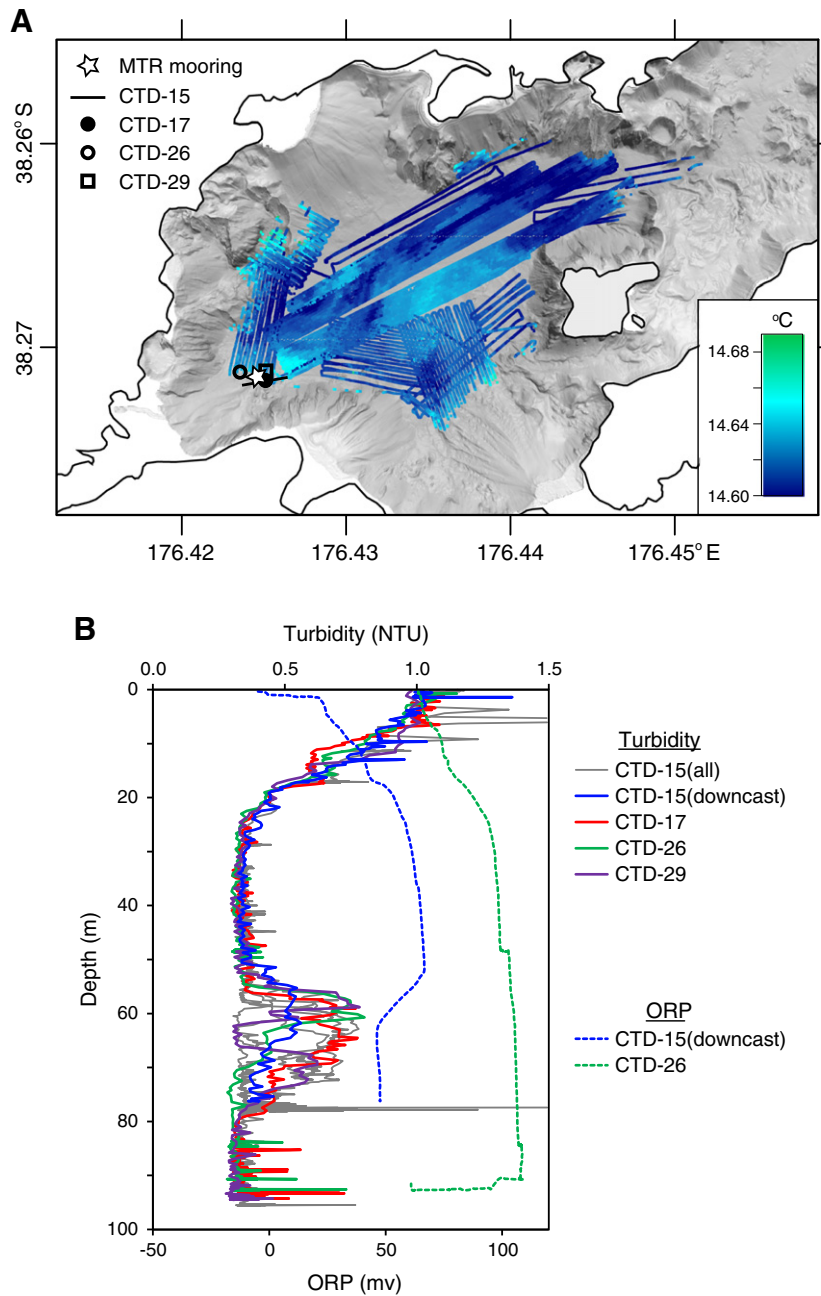 A
MTR mooring
CTD-15
CTD-17
CTD-26
CTD-29
38.26° S
38.27
°C
14.68
14.64
14.60
176.42 176.43 176.44 176.45° E
B
Turbidity (NTU)
0.0 0.5 1.0 1.5
0
20
40
60
80
100
Depth (m)
-50 0 50 100
ORP (mv)
Turbidity
CTD-15(all)
CTD-15(downcast)
CTD-17
CTD-26
CTD-29
ORP
CTD-15(downcast)
CTD-26